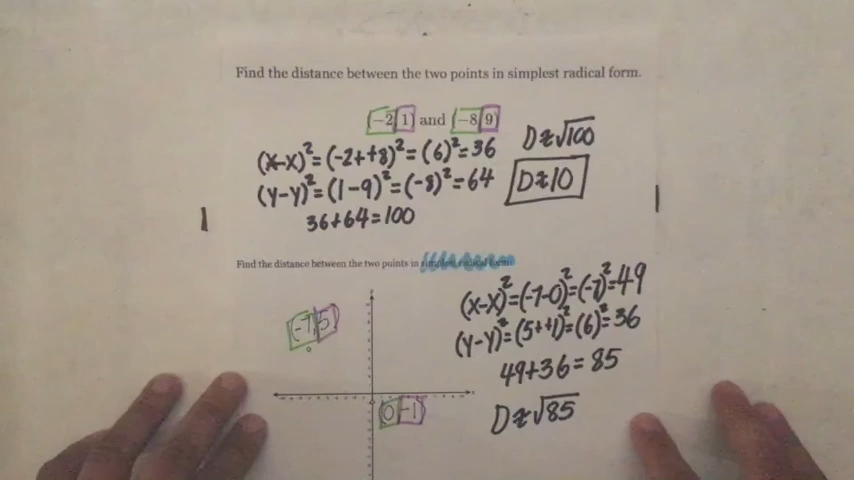 Find the distance between the two points in simplest radical form.
(-2, 1) and (-8, 9)
(x-x)²=(-2++8)²=(6)²=36
(y-y)²=(1-9)²=(-8)²=64
36+64=100
D≈√100
D≈10
Find the distance between the two points in simplest radical form.
(-7, 5)
(0, -1)
(x-x)²=(-7-0)²=(-7)²=49
(y-y)²=(5++1)²=(6)²=36
49+36=85
D≈√85